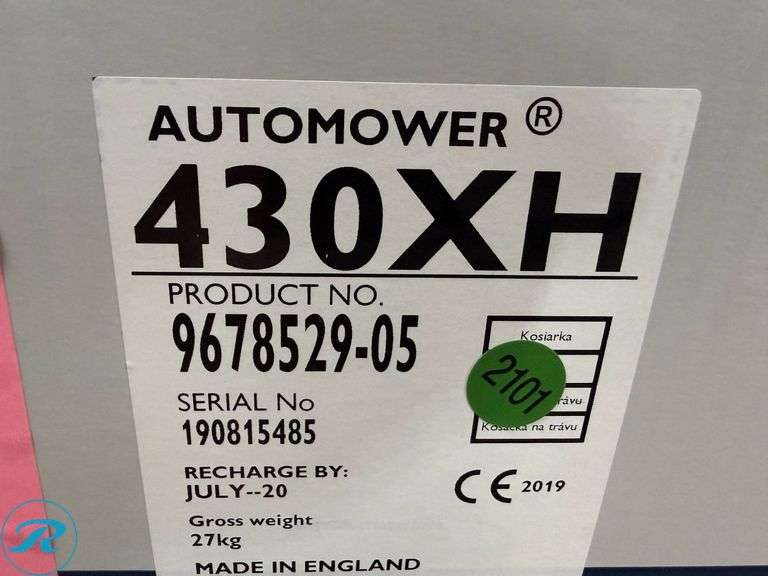 AUTOMOWER ®
430XH
PRODUCT NO.
9678529-05
SERIAL No
190815485
Kosiarka
2101
trávu
Kosačka na trávu
RECHARGE BY:
JULY--20
CE 2019
Gross weight
27kg
MADE IN ENGLAND
R